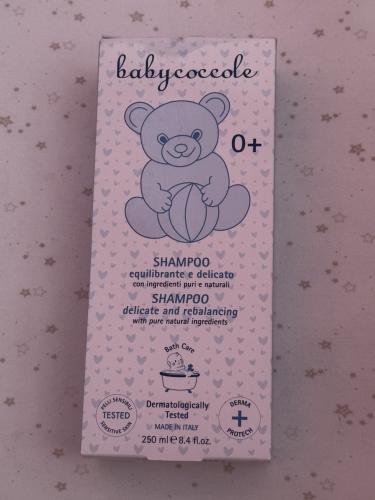 babycoccole
0+
SHAMPOO
equilibrante e delicato
con ingredienti puri e naturali
SHAMPOO
delicate and rebalancing
with pure natural ingredients
Bath Care
PELLI SENSIBILI
TESTED
SENSITIVE SKIN
Dermatologically
Tested
MADE IN ITALY
250 ml e 8.4 fl.oz.
DERMA
+
PROTECH